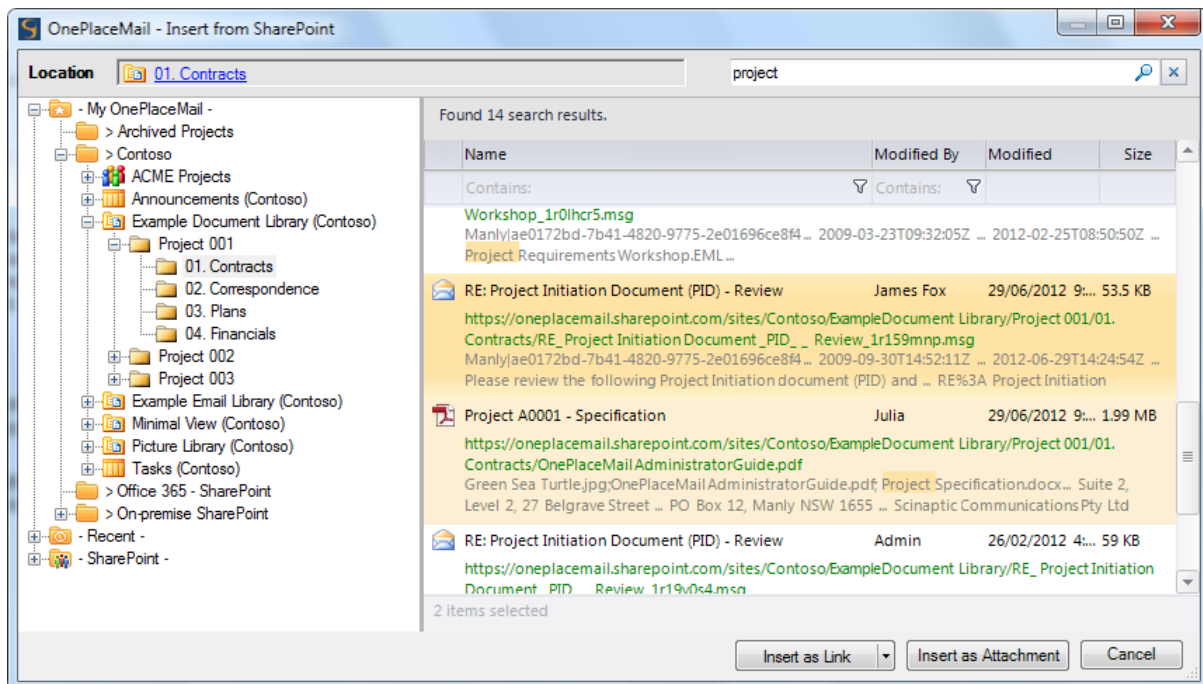 OnePlaceMail - Insert from SharePoint
Location 01. Contracts project
- My OnePlaceMail -
> Archived Projects
> Contoso
ACME Projects
Announcements (Contoso)
Example Document Library (Contoso)
Project 001
01. Contracts
02. Correspondence
03. Plans
04. Financials
Project 002
Project 003
Example Email Library (Contoso)
Minimal View (Contoso)
Picture Library (Contoso)
Tasks (Contoso)
> Office 365 - SharePoint
> On-premise SharePoint
- Recent -
- SharePoint -
Found 14 search results.
Name Modified By Modified Size
Contains: Contains:
Workshop_1r0lhcr5.msg
Manly|ae0172bd-7b41-4820-9775-2e01696ce8f4... 2009-03-23T09:32:05Z ... 2012-02-25T08:50:50Z ...
Project Requirements Workshop.EML ...
RE: Project Initiation Document (PID) - Review James Fox 29/06/2012 9:... 53.5 KB
https://oneplacemail.sharepoint.com/sites/Contoso/ExampleDocument Library/Project 001/01.
Contracts/RE_Project Initiation Document _PID_ _ Review_1r159mnp.msg
Manly|ae0172bd-7b41-4820-9775-2e01696ce8f4... 2009-09-30T14:52:11Z ... 2012-06-29T14:24:54Z ...
Please review the following Project Initiation document (PID) and ... RE%3A Project Initiation
Project A0001 - Specification Julia 29/06/2012 9:... 1.99 MB
https://oneplacemail.sharepoint.com/sites/Contoso/ExampleDocument Library/Project 001/01.
Contracts/OnePlaceMailAdministratorGuide.pdf
Green Sea Turtle.jpg;OnePlaceMailAdministratorGuide.pdf; Project Specification.docx... Suite 2,
Level 2, 27 Belgrave Street ... PO Box 12, Manly NSW 1655 ... Scinaptic Communications Pty Ltd
RE: Project Initiation Document (PID) - Review Admin 26/02/2012 4:... 59 KB
https://oneplacemail.sharepoint.com/sites/Contoso/ExampleDocument Library/RE_ Project Initiation
Document _PID_ _ Review_1r19v0s4.msg
2 items selected
Insert as Link Insert as Attachment Cancel